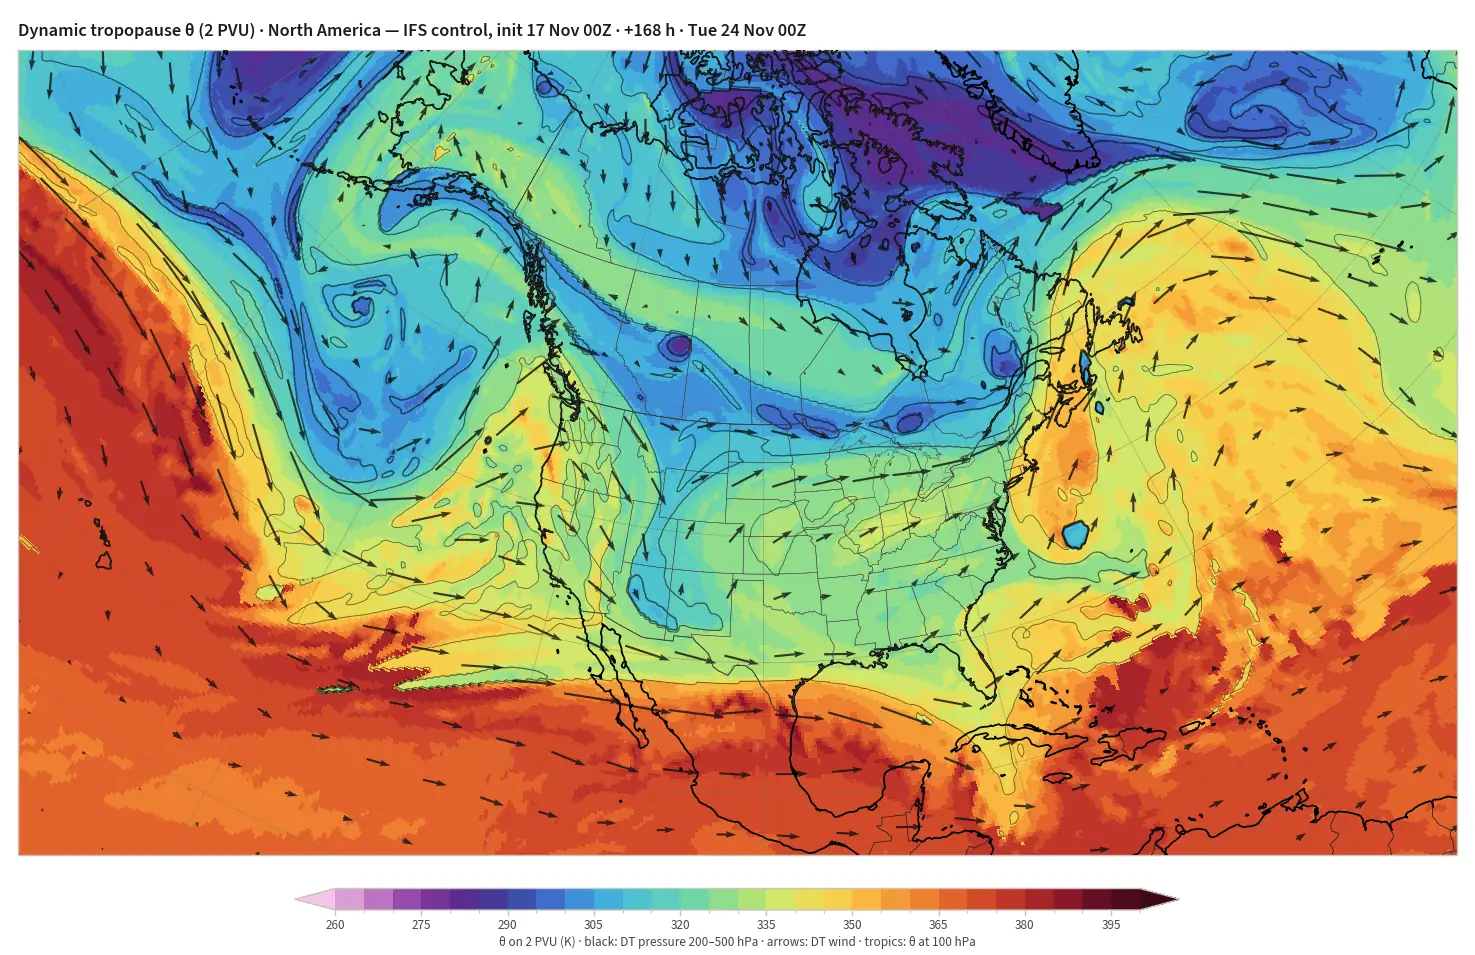 Dynamic tropopause θ (2 PVU) · North America — IFS control, init 17 Nov 00Z · +168 h · Tue 24 Nov 00Z
260 275 290 305 320 335 350 365 380 395
θ on 2 PVU (K) · black: DT pressure 200–500 hPa · arrows: DT wind · tropics: θ at 100 hPa